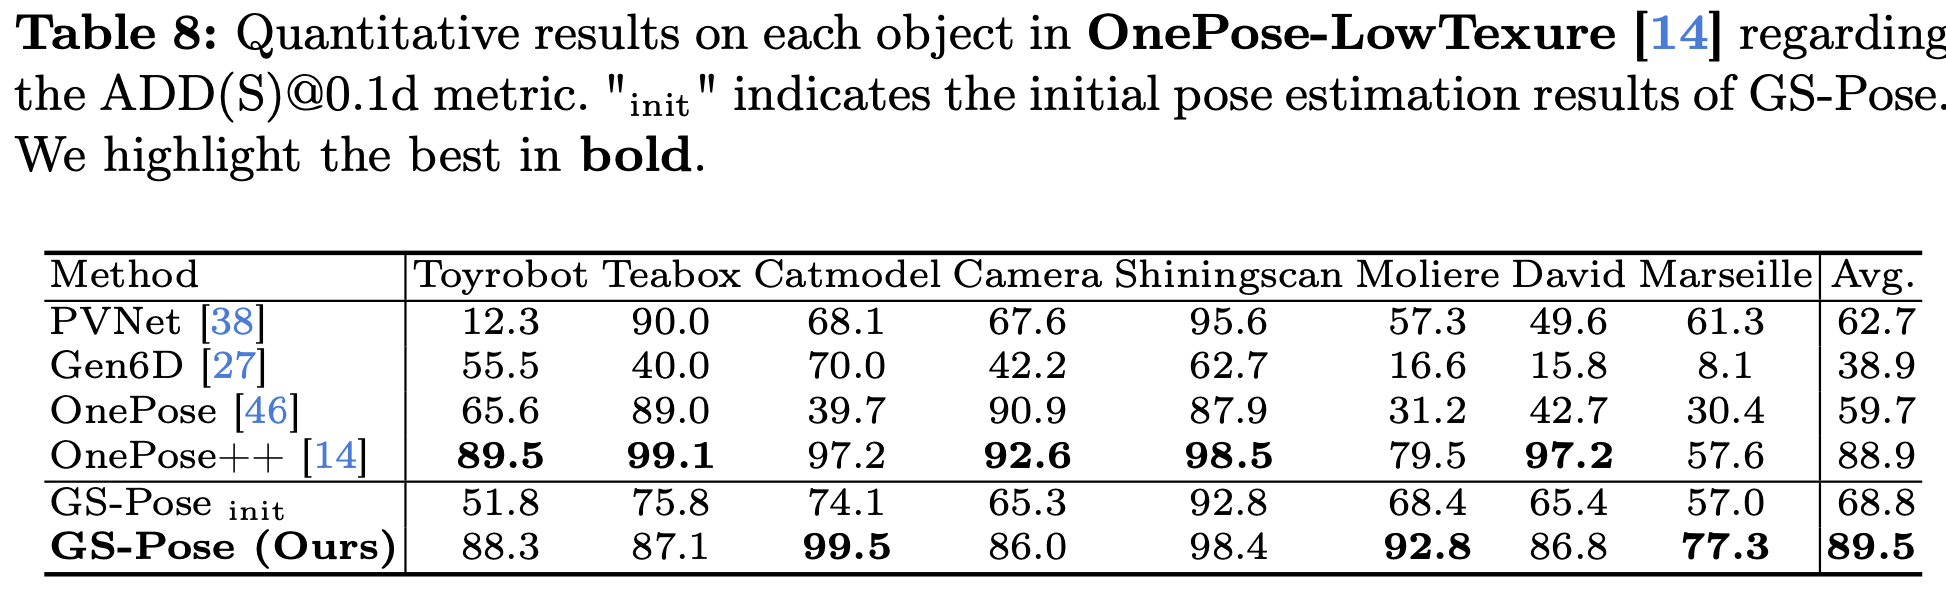 Table 8: Quantitative results on each object in OnePose-LowTexure [14] regarding
the ADD(S)@0.1d metric. "init" indicates the initial pose estimation results of GS-Pose.
We highlight the best in bold.
Method Toyrobot Teabox Catmodel Camera Shiningscan Moliere David Marseille Avg.
PVNet [38] 12.3 90.0 68.1 67.6 95.6 57.3 49.6 61.3 62.7
Gen6D [27] 55.5 40.0 70.0 42.2 62.7 16.6 15.8 8.1 38.9
OnePose [46] 65.6 89.0 39.7 90.9 87.9 31.2 42.7 30.4 59.7
OnePose++ [14] 89.5 99.1 97.2 92.6 98.5 79.5 97.2 57.6 88.9
GS-Pose init 51.8 75.8 74.1 65.3 92.8 68.4 65.4 57.0 68.8
GS-Pose (Ours) 88.3 87.1 99.5 86.0 98.4 92.8 86.8 77.3 89.5